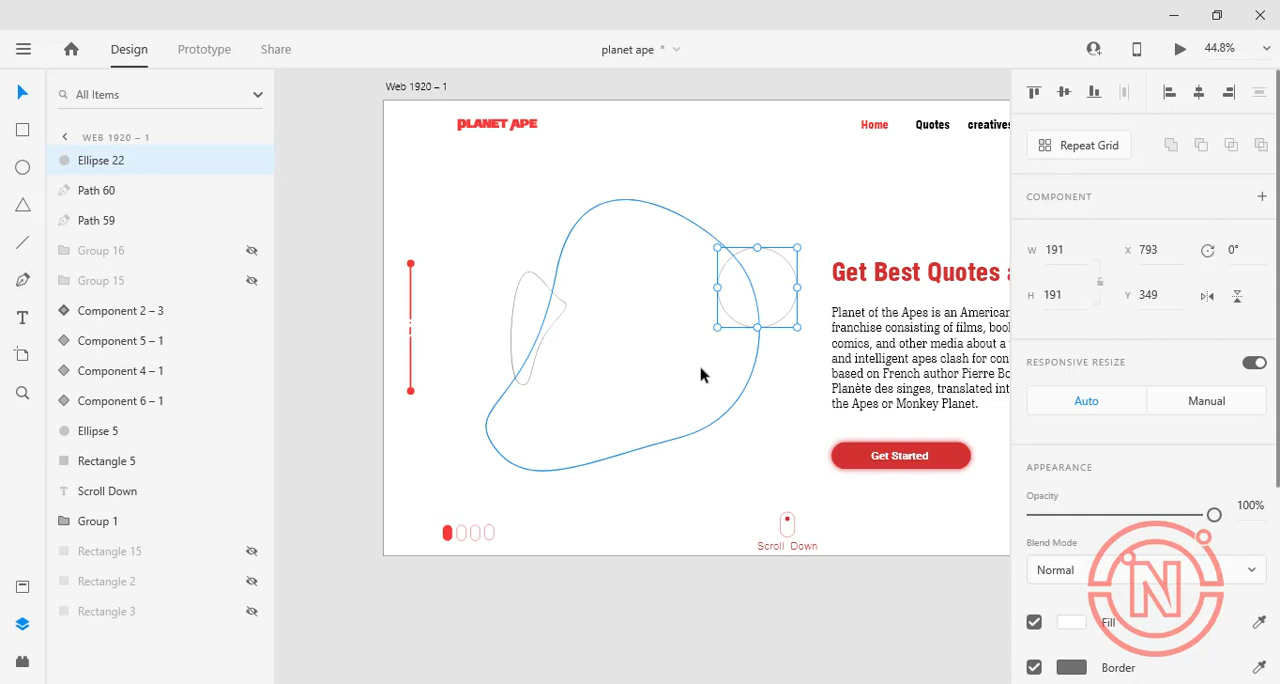 Design
Prototype
Share
planet ape *
44.8%
All Items
WEB 1920 – 1
Ellipse 22
Path 60
Path 59
Group 16
Group 15
Component 2 – 3
Component 5 – 1
Component 4 – 1
Component 6 – 1
Ellipse 5
Rectangle 5
Scroll Down
Group 1
Rectangle 15
Rectangle 2
Rectangle 3
Web 1920 – 1
PLANET APE
Home
Quotes
creatives
Get Best Quotes a
Planet of the Apes is an American
franchise consisting of films, boo
comics, and other media about a
and intelligent apes clash for con
based on French author Pierre Bo
Planète des singes, translated int
the Apes or Monkey Planet.
Get Started
Scroll Down
Repeat Grid
COMPONENT
W 191
X 793
0°
H 191
Y 349
RESPONSIVE RESIZE
Auto
Manual
APPEARANCE
Opacity
100%
Blend Mode
Normal
Fill
Border
N